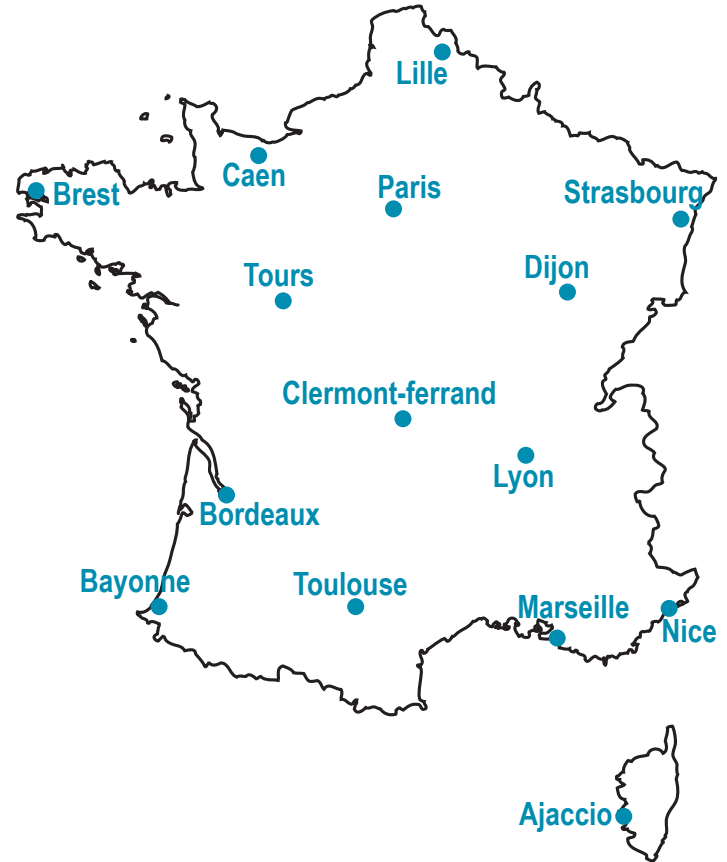 Lille
Caen
Brest
Paris
Strasbourg
Tours
Dijon
Clermont-ferrand
Lyon
Bordeaux
Bayonne
Toulouse
Marseille
Nice
Ajaccio